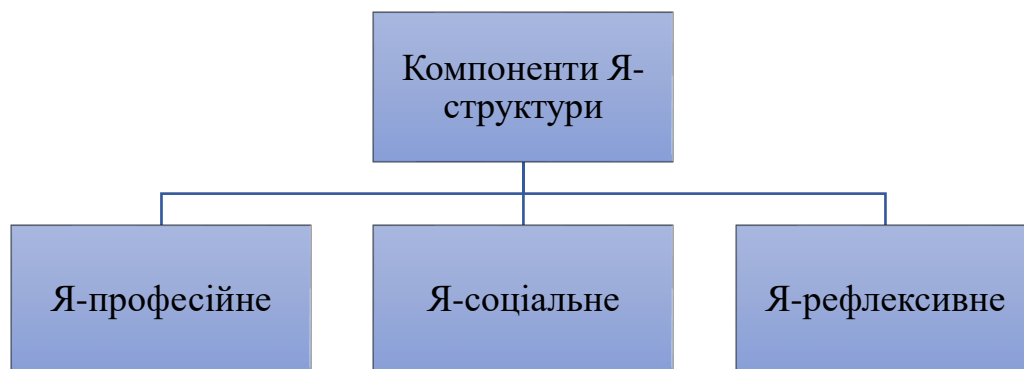 Компоненти Я-
структури
Я-професійне
Я-соціальне
Я-рефлексивне